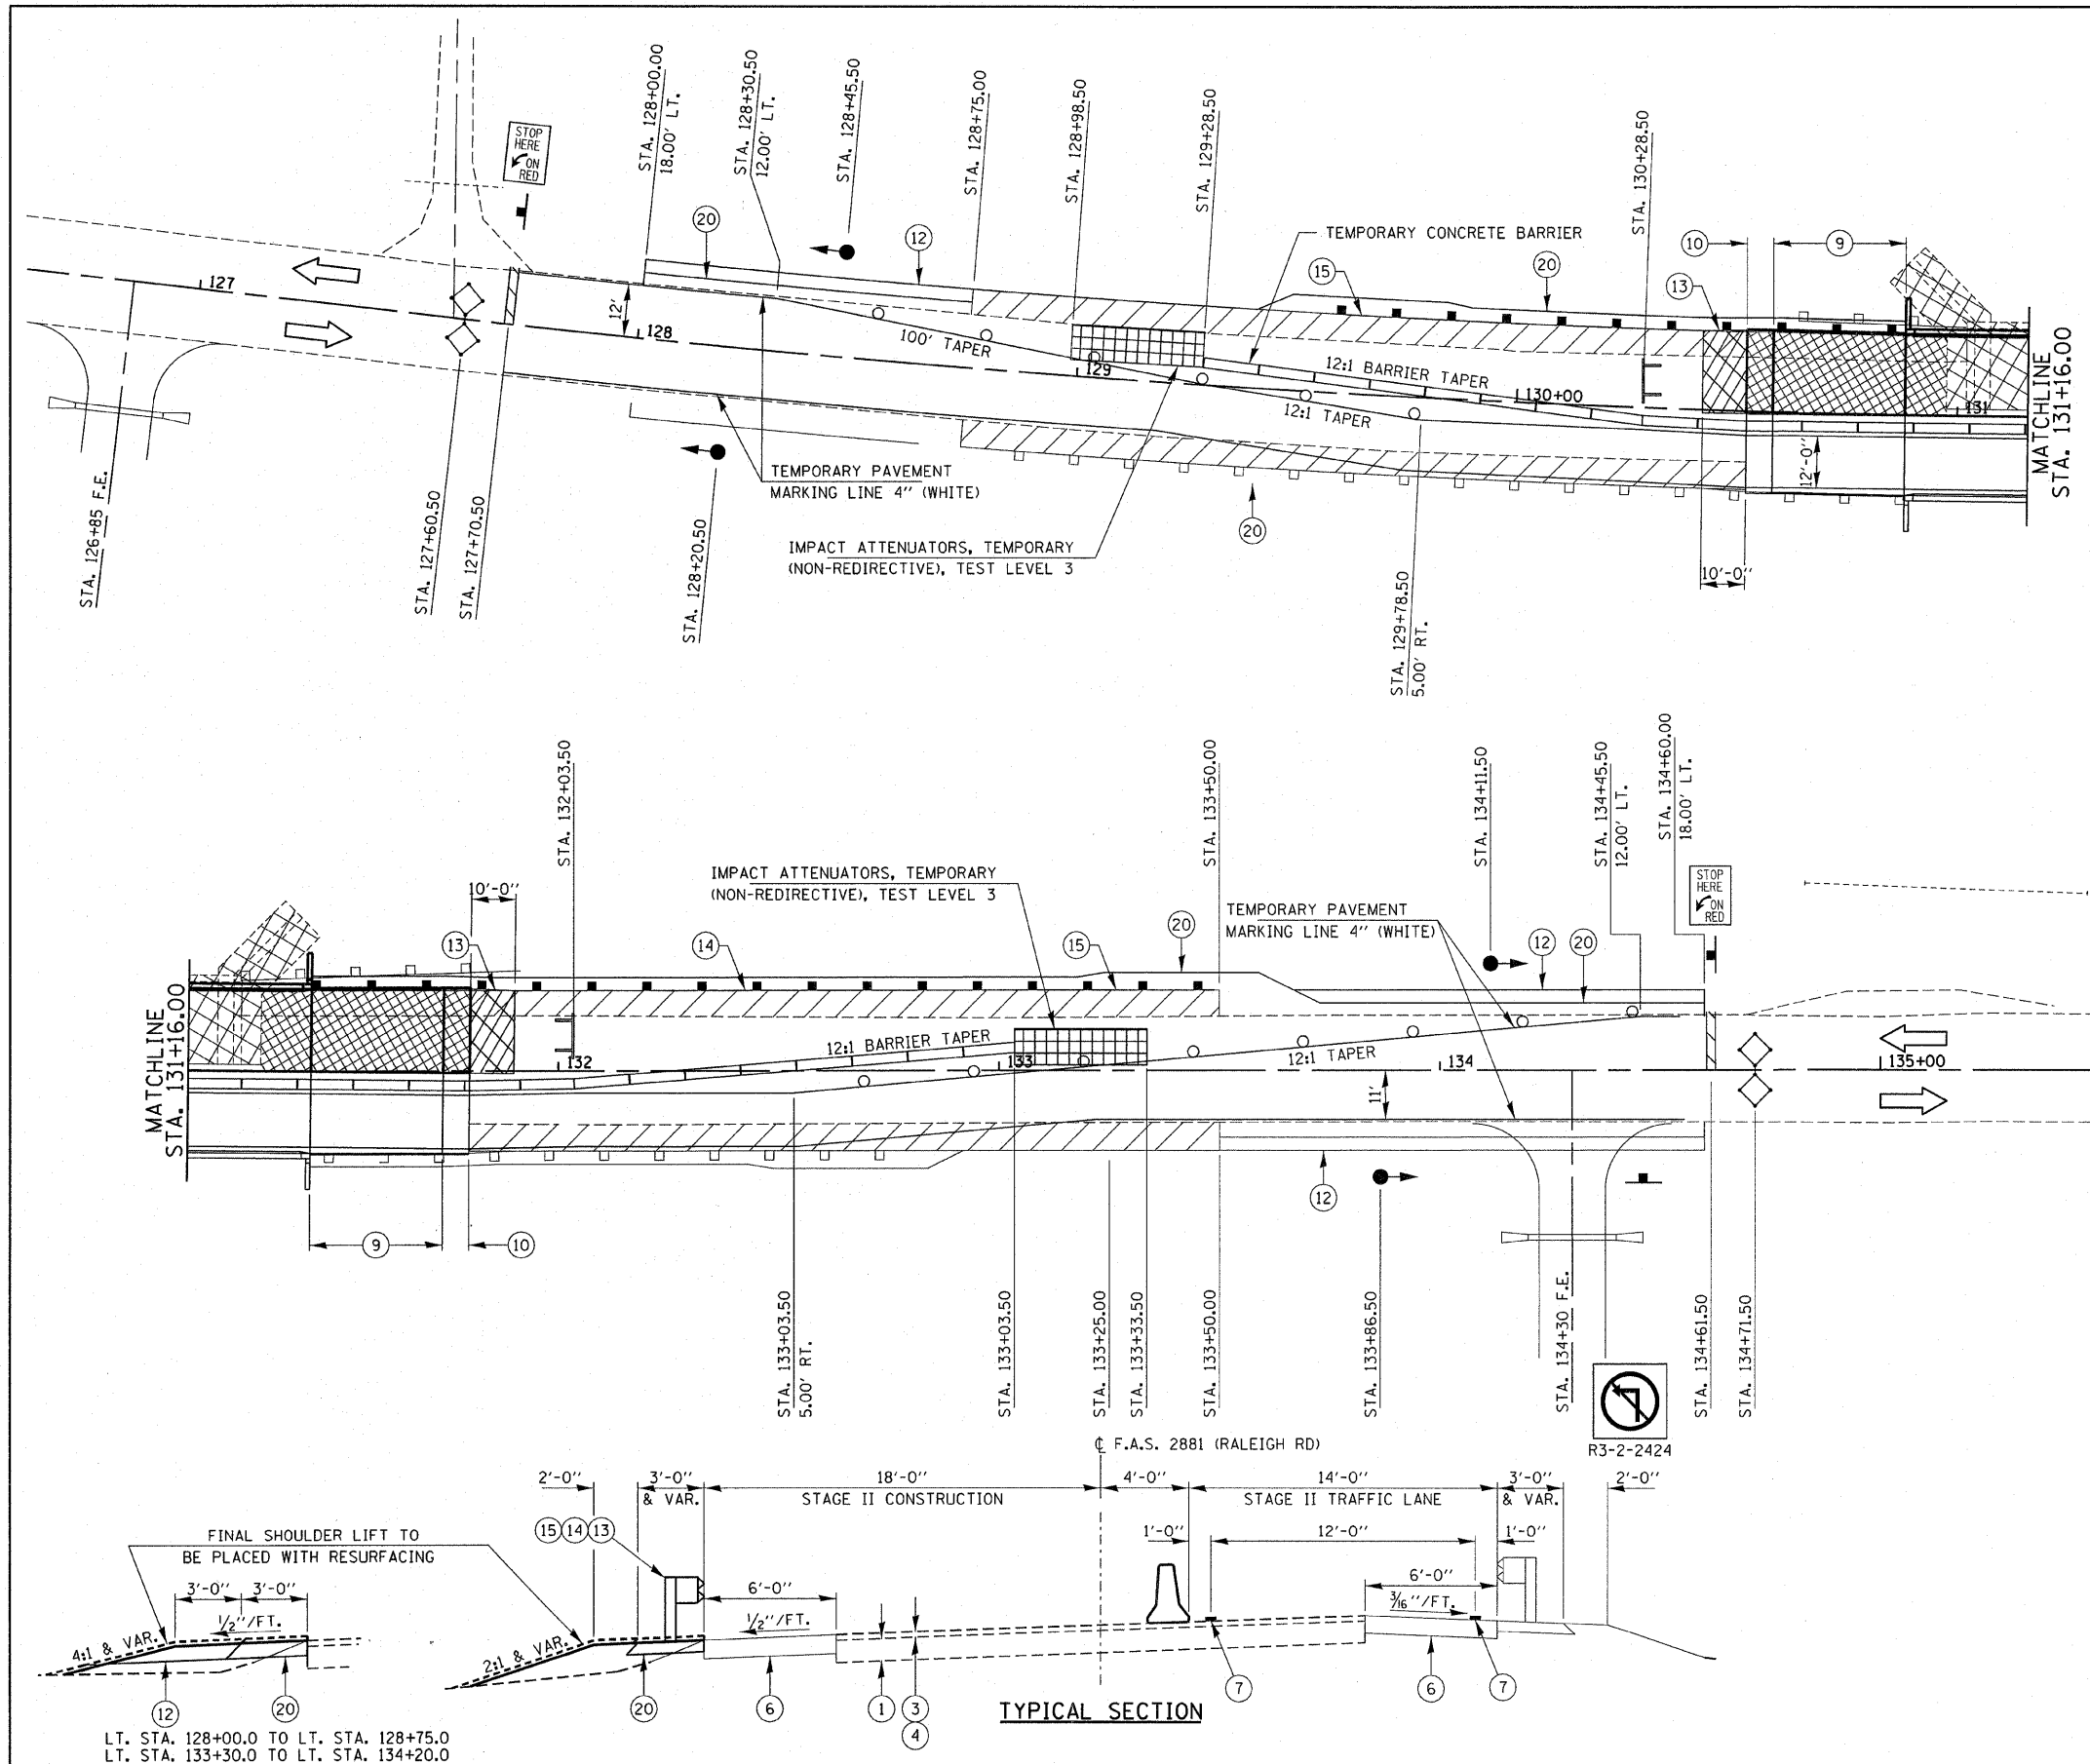 STOP
HERE
ON
RED
STA. 128+00.00
18.00' LT.
STA. 128+30.50
12.00' LT.
STA. 128+45.50
STA. 128+75.00
STA. 128+98.50
STA. 129+28.50
STA. 130+28.50
20
12
TEMPORARY CONCRETE BARRIER
15
20
10
9
13
127
12'
128
100' TAPER
129
12:1 BARRIER TAPER
130+00
131
12:1 TAPER
12'-0"
MATCHLINE
STA. 131+16.00
TEMPORARY PAVEMENT
MARKING LINE 4" (WHITE)
20
IMPACT ATTENUATORS, TEMPORARY
(NON-REDIRECTIVE), TEST LEVEL 3
10'-0"
STA. 126+85 F.E.
STA. 127+60.50
STA. 127+70.50
STA. 128+20.50
STA. 129+78.50
5.00' RT.
STA. 132+03.50
STA. 133+50.00
STA. 134+11.50
STA. 134+45.50
12.00' LT.
STA. 134+60.00
18.00' LT.
STOP
HERE
ON
RED
IMPACT ATTENUATORS, TEMPORARY
(NON-REDIRECTIVE), TEST LEVEL 3
10'-0"
TEMPORARY PAVEMENT
MARKING LINE 4" (WHITE)
13
14
15
20
12
20
MATCHLINE
STA. 131+16.00
12:1 BARRIER TAPER
132
133
12:1 TAPER
134
135+00
11'
12
9
10
STA. 133+03.50
5.00' RT.
STA. 133+03.50
STA. 133+25.00
STA. 133+33.50
STA. 133+50.00
STA. 133+86.50
STA. 134+30 F.E.
STA. 134+61.50
STA. 134+71.50
R3-2-2424
℄ F.A.S. 2881 (RALEIGH RD)
2'-0"
3'-0"
& VAR.
18'-0"
STAGE II CONSTRUCTION
4'-0"
14'-0"
STAGE II TRAFFIC LANE
3'-0"
& VAR.
2'-0"
15 14 13
1'-0"
12'-0"
1'-0"
FINAL SHOULDER LIFT TO
BE PLACED WITH RESURFACING
3'-0"
3'-0"
1/2"/FT.
4:1 & VAR.
2:1 & VAR.
6'-0"
1/2"/FT.
6'-0"
3/16"/FT.
12
20
20
6
1
3
4
7
6
7
TYPICAL SECTION
LT. STA. 128+00.0 TO LT. STA. 128+75.0
LT. STA. 133+30.0 TO LT. STA. 134+20.0